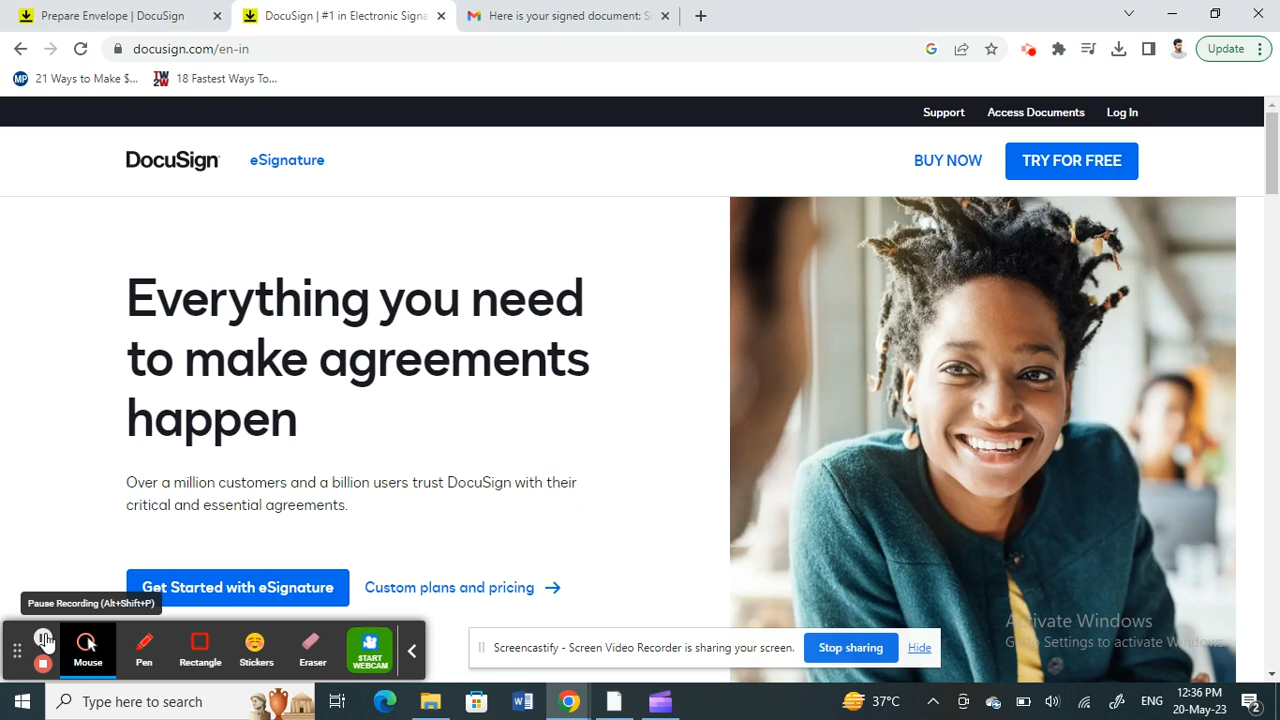 Prepare Envelope | DocuSign
DocuSign | #1 in Electronic Signa
Here is your signed document: S
docusign.com/en-in
Update
MP 21 Ways to Make $...
TW 2W 18 Fastest Ways To...
Support
Access Documents
Log In
DocuSign
eSignature
BUY NOW
TRY FOR FREE
Everything you need
to make agreements
happen
Over a million customers and a billion users trust DocuSign with their
critical and essential agreements.
Get Started with eSignature
Custom plans and pricing
Pause Recording (Alt+Shift+P)
Mouse
Pen
Rectangle
Stickers
Eraser
START
WEBCAM
Screencastify - Screen Video Recorder is sharing your screen.
Stop sharing
Hide
Activate Windows
Go to Settings to activate Windows.
Type here to search
37°C
ENG
12:36 PM
20-May-23
2